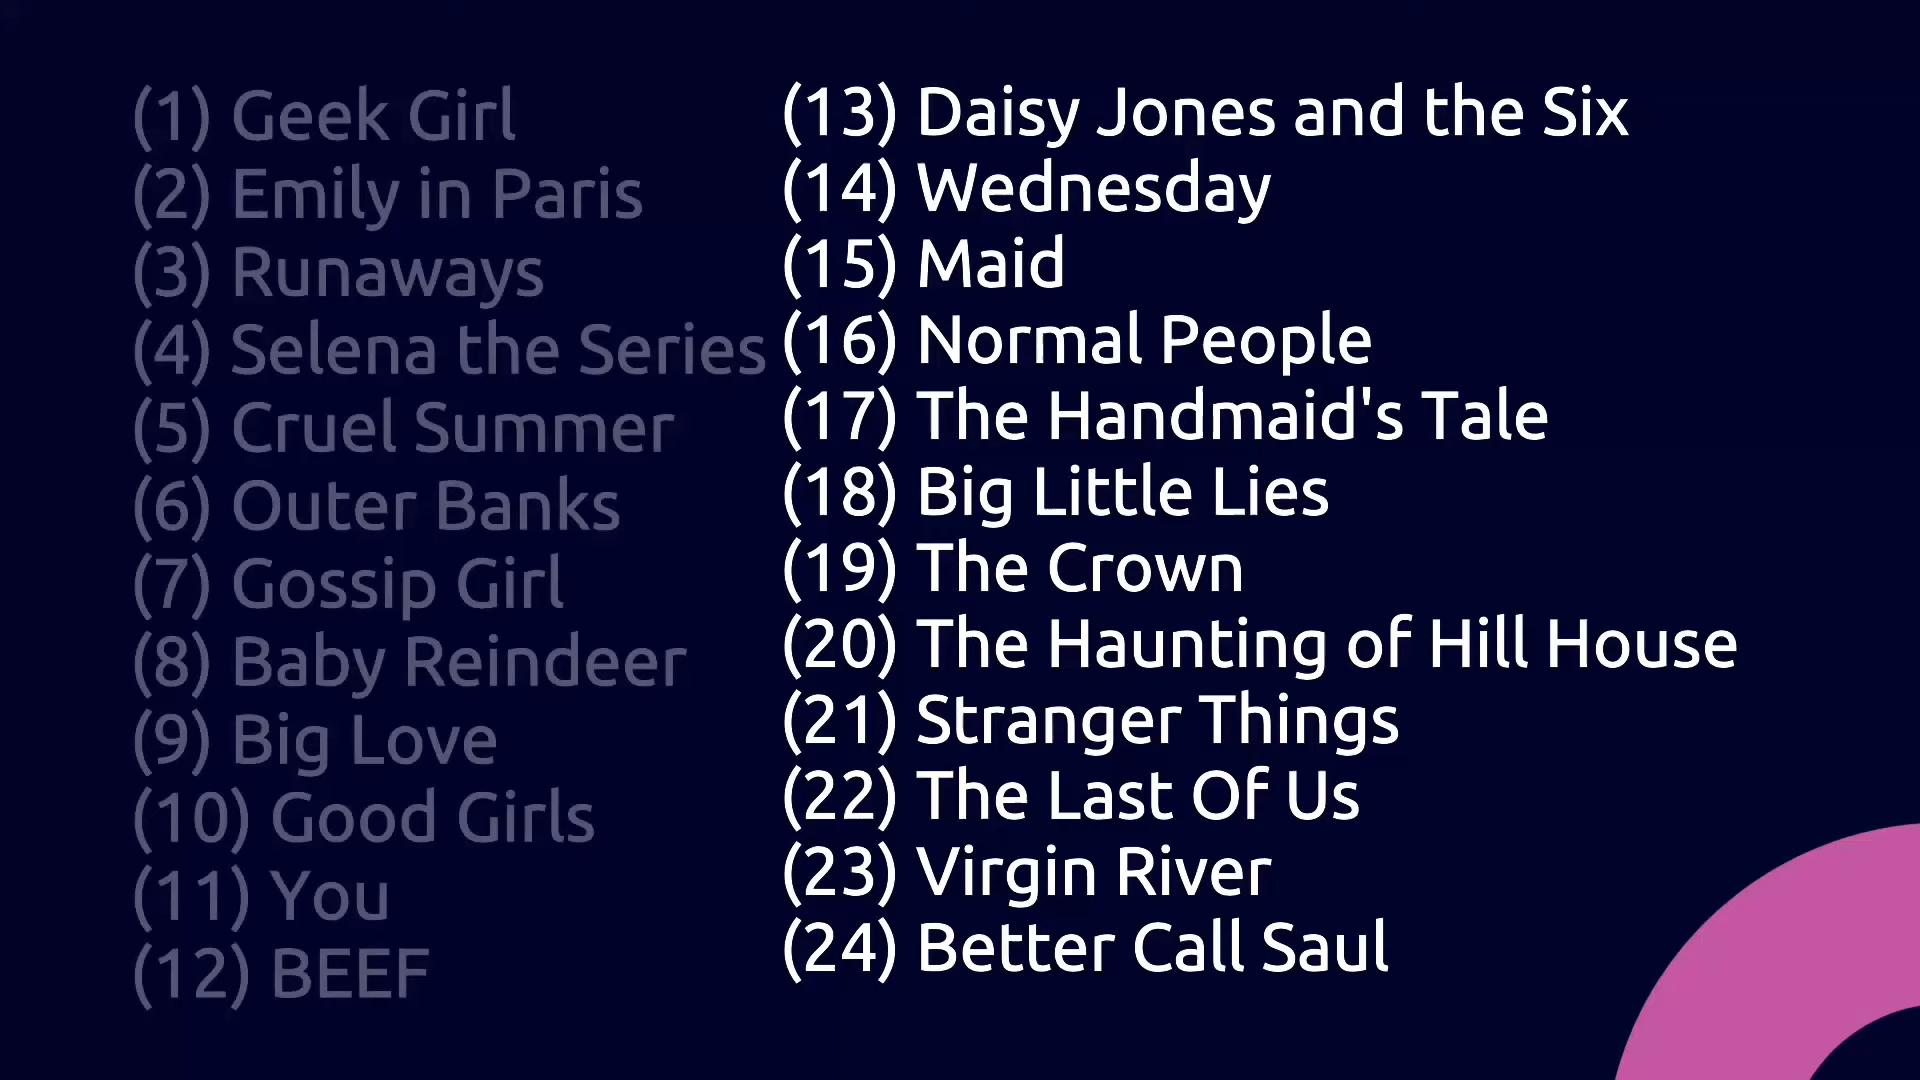 (1) Geek Girl
(2) Emily in Paris
(3) Runaways
(4) Selena the Series
(5) Cruel Summer
(6) Outer Banks
(7) Gossip Girl
(8) Baby Reindeer
(9) Big Love
(10) Good Girls
(11) You
(12) BEEF
(13) Daisy Jones and the Six
(14) Wednesday
(15) Maid
(16) Normal People
(17) The Handmaid's Tale
(18) Big Little Lies
(19) The Crown
(20) The Haunting of Hill House
(21) Stranger Things
(22) The Last Of Us
(23) Virgin River
(24) Better Call Saul